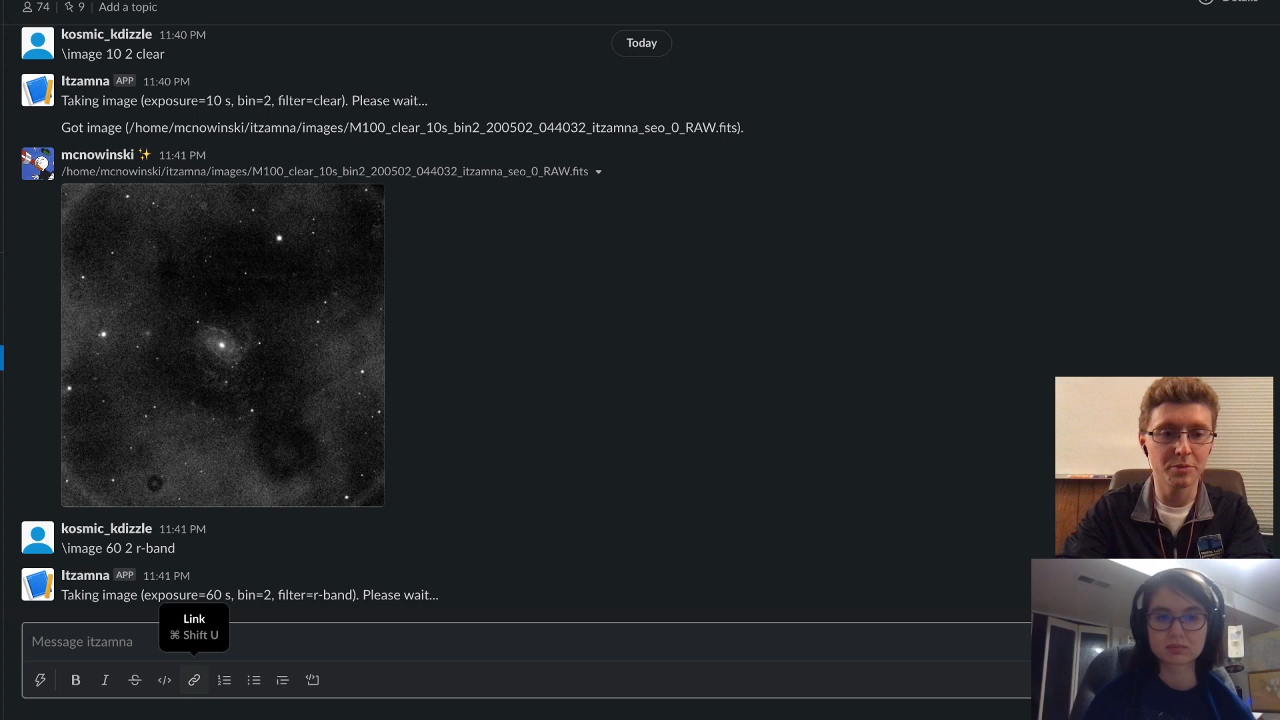 74 | 9 | Add a topic
Details
kosmic_kdizzle 11:40 PM
Today
\image 10 2 clear
Itzamna APP 11:40 PM
Taking image (exposure=10 s, bin=2, filter=clear). Please wait...
Got image (/home/mcnowinski/itzamna/images/M100_clear_10s_bin2_200502_044032_itzamna_seo_0_RAW.fits).
mcnowinski ✨ 11:41 PM
/home/mcnowinski/itzamna/images/M100_clear_10s_bin2_200502_044032_itzamna_seo_0_RAW.fits
kosmic_kdizzle 11:41 PM
\image 60 2 r-band
Itzamna APP 11:41 PM
Taking image (exposure=60 s, bin=2, filter=r-band). Please wait...
Link
⌘ Shift U
Message itzamna
B I S </>